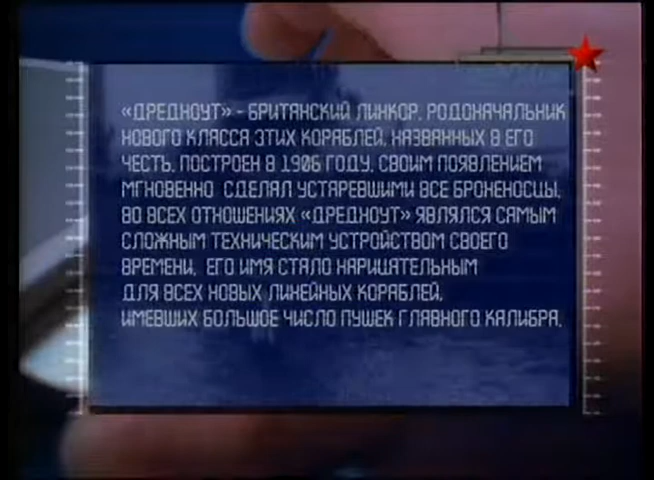 «ДРЕДНОУТ» - БРИТАНСКИЙ ЛИНКОР, РОДОНАЧАЛЬНИК
НОВОГО КЛАССА ЭТИХ КОРАБЛЕЙ, НАЗВАННЫХ В ЕГО
ЧЕСТЬ. ПОСТРОЕН В 1906 ГОДУ. СВОИМ ПОЯВЛЕНИЕМ
МГНОВЕННО СДЕЛАЛ УСТАРЕВШИМИ ВСЕ БРОНЕНОСЦЫ.
ВО ВСЕХ ОТНОШЕНИЯХ «ДРЕДНОУТ» ЯВЛЯЛСЯ САМЫМ
СЛОЖНЫМ ТЕХНИЧЕСКИМ УСТРОЙСТВОМ СВОЕГО
ВРЕМЕНИ. ЕГО ИМЯ СТАЛО НАРИЦАТЕЛЬНЫМ
ДЛЯ ВСЕХ НОВЫХ ЛИНЕЙНЫХ КОРАБЛЕЙ,
ИМЕВШИХ БОЛЬШОЕ ЧИСЛО ПУШЕК ГЛАВНОГО КАЛИБРА.